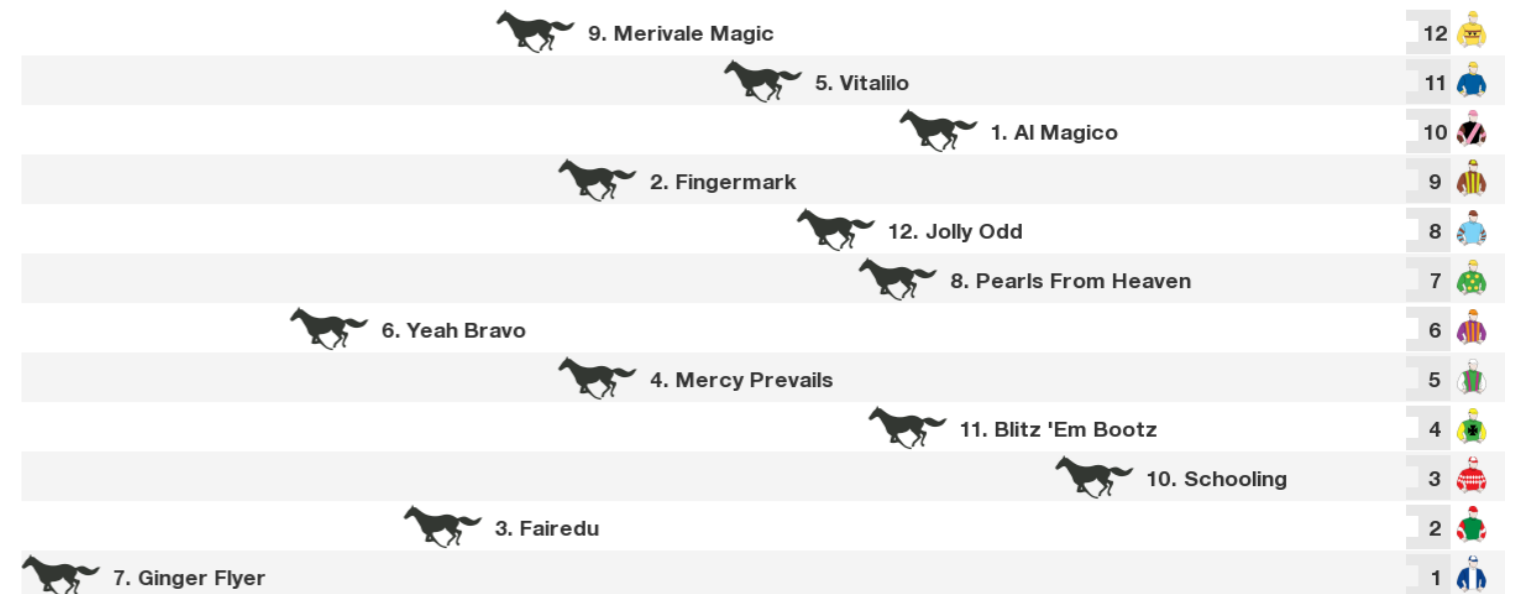 9. Merivale Magic 12
5. Vitalilo 11
1. Al Magico 10
2. Fingermark 9
12. Jolly Odd 8
8. Pearls From Heaven 7
6. Yeah Bravo 6
4. Mercy Prevails 5
11. Blitz 'Em Bootz 4
10. Schooling 3
3. Fairedu 2
7. Ginger Flyer 1